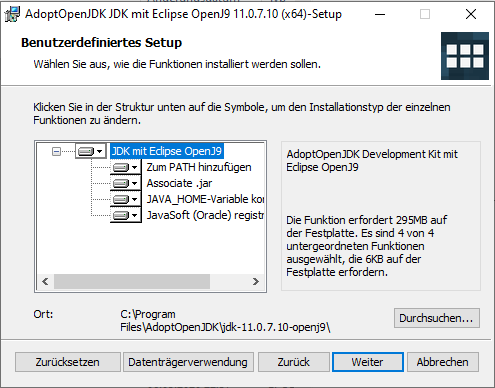 AdoptOpenJDK JDK mit Eclipse OpenJ9 11.0.7.10 (x64)-Setup
Benutzerdefiniertes Setup
Wählen Sie aus, wie die Funktionen installiert werden sollen.
Klicken Sie in der Struktur unten auf die Symbole, um den Installationstyp der einzelnen
Funktionen zu ändern.
JDK mit Eclipse OpenJ9
Zum PATH hinzufügen
Associate .jar
JAVA_HOME-Variable kor
JavaSoft (Oracle) registr
AdoptOpenJDK Development Kit mit
Eclipse OpenJ9
Die Funktion erfordert 295MB auf
der Festplatte. Es sind 4 von 4
untergeordneten Funktionen
ausgewählt, die 6KB auf der
Festplatte erfordern.
Ort:
C:\Program
Files\AdoptOpenJDK\jdk-11.0.7.10-openj9\
Durchsuchen...
Zurücksetzen
Datenträgerverwendung
Zurück
Weiter
Abbrechen